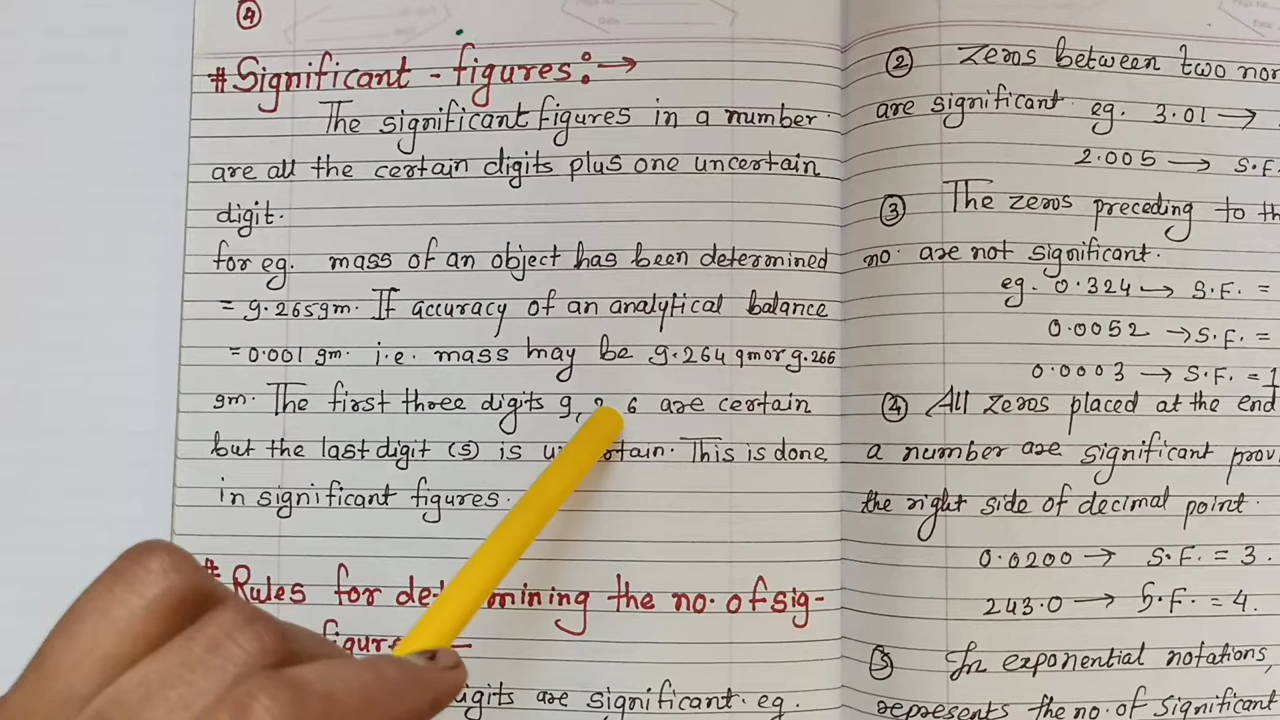 4
# Significant - figures:→
The significant figures in a number
are all the certain digits plus one uncertain
digit.
for eg. mass of an object has been determined
= 9.265gm. If accuracy of an analytical balance
= 0.001 gm. i.e. mass may be 9.264 gm or 9.266
gm. The first three digits 9, 2, 6 are certain
but the last digit (5) is uncertain. This is done
in significant figures.
# Rules for determining the no. of sig-
figure
digits are significant. eg.
② Zeros between two
are significant. eg. 3.01 →
2.005 → S.F.
③ The zeros preceding to
no. are not significant.
eg. 0.324 → S.F. =
0.0052 → S.F. =
0.0003 → S.F. = 1
④ All zeros placed at the end
a number are significant
the right side of decimal point.
0.0200 → S.F. = 3.
243.0 → S.F. = 4.
⑤ In exponential notations,
represents the no. of significant